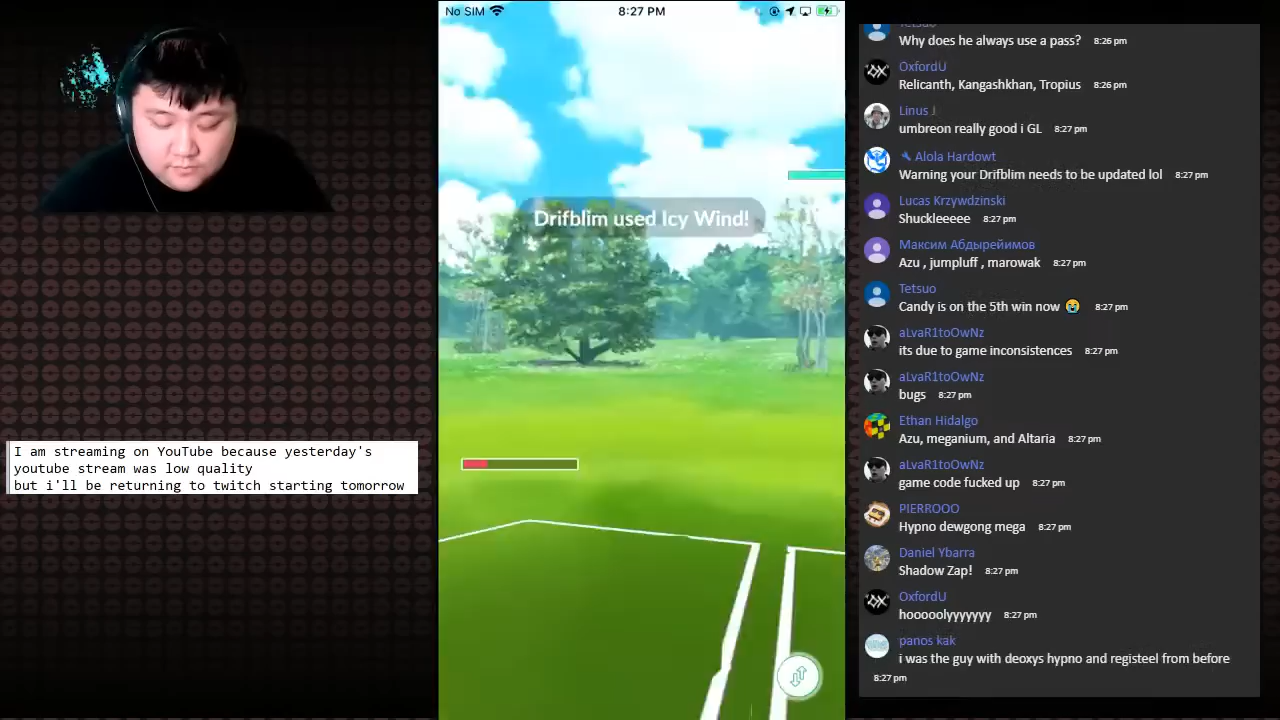 I am streaming on YouTube because yesterday's
youtube stream was low quality
but i'll be returning to twitch starting tomorrow
No SIM
8:27 PM
Drifblim used Icy Wind!
Tetsuo
Why does he always use a pass? 8:26 pm
OxfordU
Relicanth, Kangashkhan, Tropius 8:26 pm
Linus J
umbreon really good i GL 8:27 pm
Alola Hardowt
Warning your Drifblim needs to be updated lol 8:27 pm
Lucas Krzywdzinski
Shuckleeeee 8:27 pm
Максим Абдырейимов
Azu , jumpluff , marowak 8:27 pm
Tetsuo
Candy is on the 5th win now 😭 8:27 pm
aLvaR1toOwNz
its due to game inconsistences 8:27 pm
aLvaR1toOwNz
bugs 8:27 pm
Ethan Hidalgo
Azu, meganium, and Altaria 8:27 pm
aLvaR1toOwNz
game code fucked up 8:27 pm
PIERROOO
Hypno dewgong mega 8:27 pm
Daniel Ybarra
Shadow Zap! 8:27 pm
OxfordU
hooooolyyyyyyy 8:27 pm
panos kak
i was the guy with deoxys hypno and registeel from before
8:27 pm